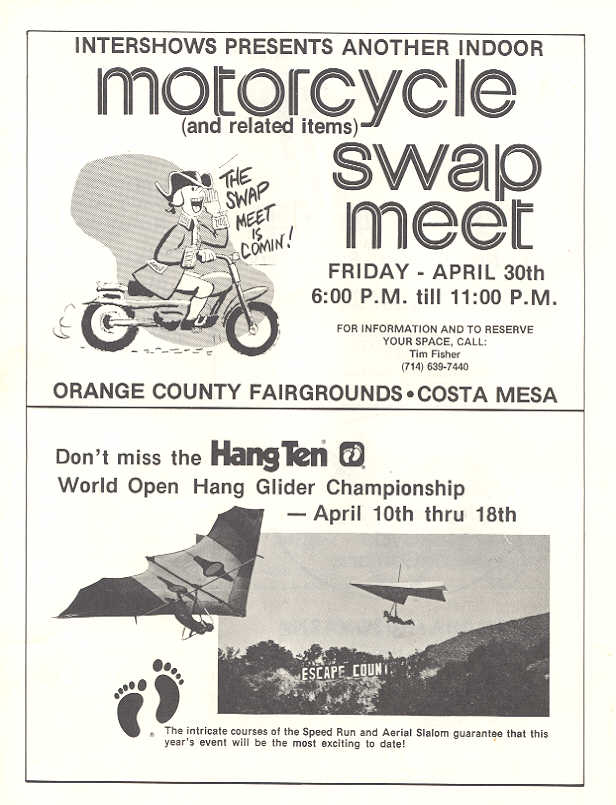 INTERSHOWS PRESENTS ANOTHER INDOOR
motorcycle
(and related items)
swap
meet
THE
SWAP
MEET
IS
COMIN'!
FRIDAY - APRIL 30th
6:00 P.M. till 11:00 P.M.
FOR INFORMATION AND TO RESERVE
YOUR SPACE, CALL:
Tim Fisher
(714) 639-7440
ORANGE COUNTY FAIRGROUNDS • COSTA MESA
Don't miss the Hang Ten®
World Open Hang Glider Championship
— April 10th thru 18th
ESCAPE COUN
®
The intricate courses of the Speed Run and Aerial Slalom guarantee that this
year's event will be the most exciting to date!